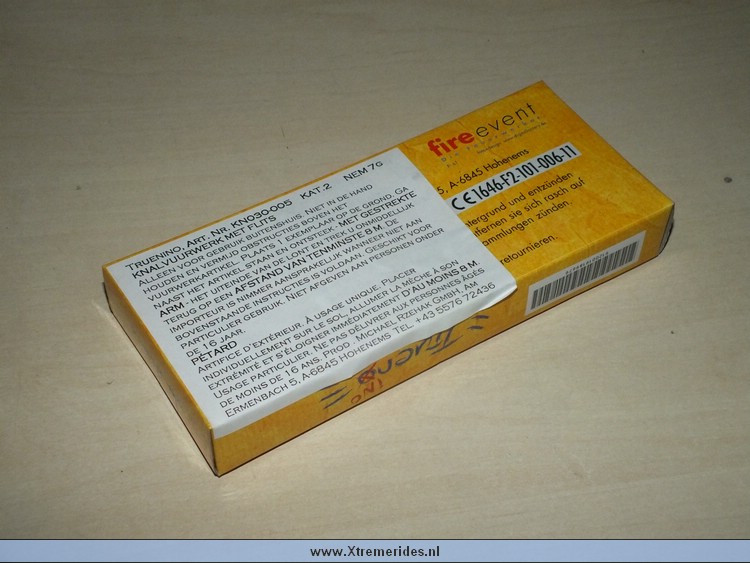 TRUENINO, ART. NR. KN030-005 KAT.2 NEM 7G
KNALVUURWERK MET FLITS
ALLEEN VOOR GEBRUIK BUITENSHUIS. NIET IN DE HAND
HOUDEN EN VERMIJD OBSTRUCTIES BOVEN HET
VUURWERKARTIKEL. PLAATS 1 EXEMPLAAR OP DE GROND. GA
NAAST HET ARTIKEL STAAN EN ONTSTEEK - MET GESTREKTE
ARM - HET UITEINDE VAN DE LONT EN TREK U ONMIDDELLIJK
TERUG OP EEN AFSTAND VAN TENMINSTE 8 M. DE
IMPORTEUR IS NIMMER AANSPRAKELIJK WANNEER NIET AAN
BOVENSTAANDE INSTRUCTIES IS VOLDAAN. GESCHIKT VOOR
PARTICULIER GEBRUIK. NIET AFGEVEN AAN PERSONEN ONDER
DE 16 JAAR.
PÉTARD
ARTIFICE D'EXTÉRIEUR. À USAGE UNIQUE. PLACER
INDIVIDUELLEMENT SUR LE SOL, ALLUMER LA MÈCHE À SON
EXTRÉMITÉ ET S'ÉLOIGNER IMMÉDIATEMENT D'AU MOINS 8 M.
USAGE PARTICULIER. NE PAS DÉLIVRER AUX PERSONNES ÂGÉES
DE MOINS DE 16 ANS. PROD.: MICHAEL RZEHAK GMBH, AM
ERMENBACH 5, A-6845 HOHENEMS TEL +43 5576 72436
fireevent
5, A-6845 Hohenems
CE1646-F2-101-006-11
ntergrund und entzünden
tfernen sie sich rasch auf
mmlungen zünden.
etournieren.
www.Xtremerides.nl